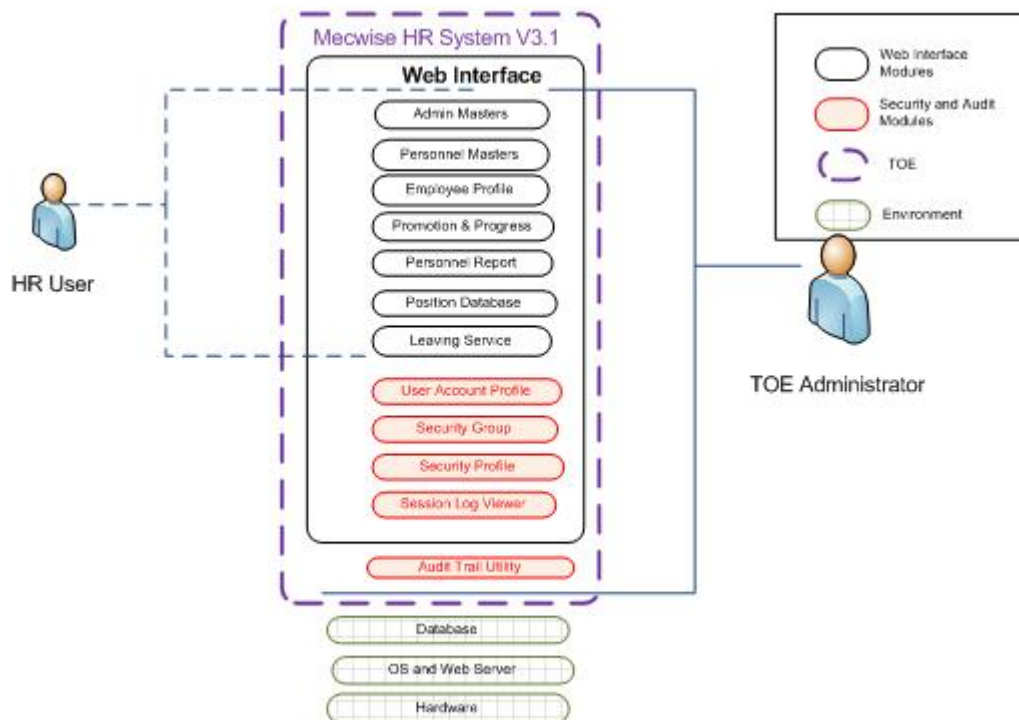 Mecwise HR System V3.1
Web Interface
Admin Masters
Personnel Masters
Employee Profile
Promotion & Progress
Personnel Report
Position Database
Leaving Service
User Account Profile
Security Group
Security Profile
Session Log Viewer
Audit Trail Utility
Database
OS and Web Server
Hardware
HR User
TOE Administrator
Web Interface
Modules
Security and Audit
Modules
TOE
Environment